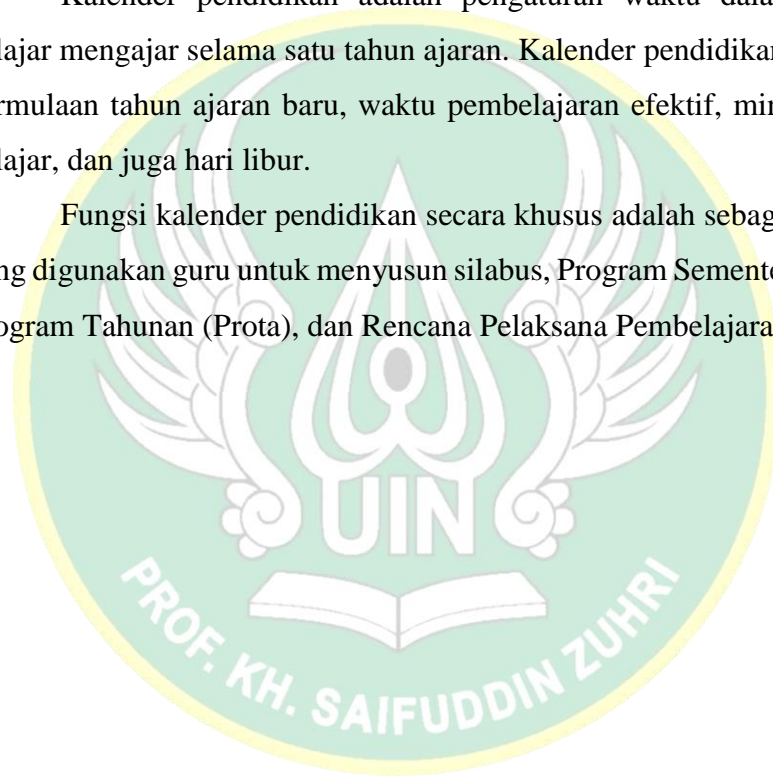 Kalender pendidikan adalah pengaturan waktu
lajar mengajar selama satu tahun ajaran. Kalender pendidikan
rmulaan tahun ajaran baru, waktu pembelajaran efektif,
lajar, dan juga hari libur.
Fungsi kalender pendidikan secara khusus adalah sebag
ng digunakan guru untuk menyusun silabus, Program Semente
ogram Tahunan (Prota), dan Rencana Pelaksana Pembelajara
UIN
PROF. KH. SAIFUDDIN ZUHRI